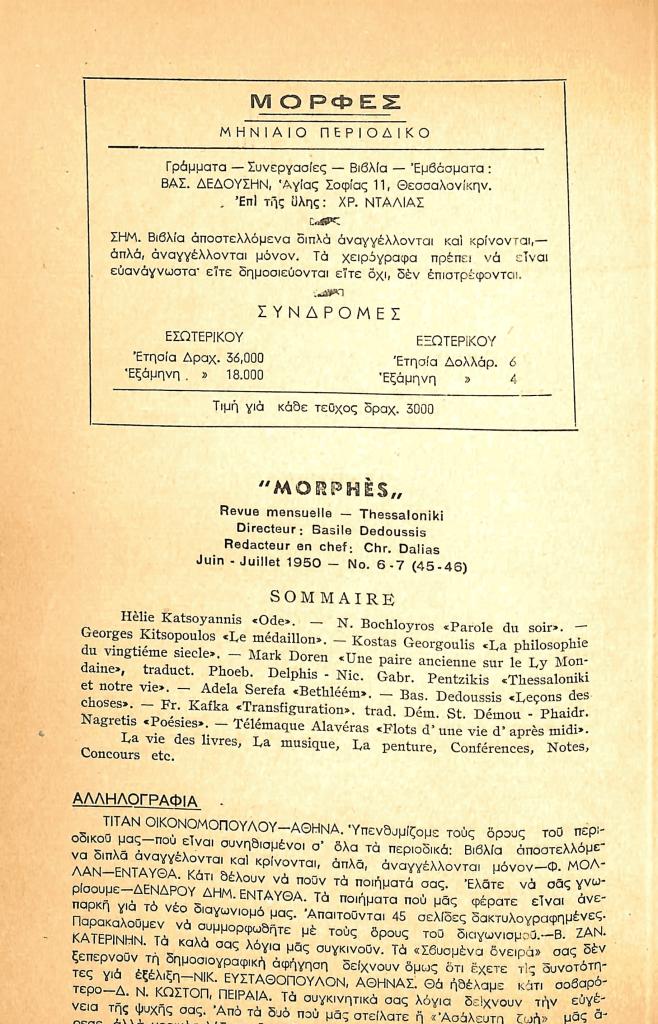 ΜΟΡΦΕΣ
ΜΗΝΙΑΙΟ ΠΕΡΙΟΔΙΚΟ
Γράμματα — Συνεργασίες — Βιβλία — Ἐμβάσματα :
ΒΑΣ. ΔΕΔΟΥΣΗΝ, Ἁγίας Σοφίας 11, Θεσσαλονίκην.
Ἐπὶ τῆς ὕλης : ΧΡ. ΝΤΑΛΙΑΣ
ΣΗΜ. Βιβλία ἀποστελλόμενα διπλὰ ἀναγγέλλονται καὶ κρίνονται,—
ἁπλά, ἀναγγέλλονται μόνον. Τὰ χειρόγραφα πρέπει νὰ εἶναι
εὐανάγνωστα· εἴτε δημοσιεύονται εἴτε ὄχι, δὲν ἐπιστρέφονται.
ΣΥΝΔΡΟΜΕΣ
ΕΣΩΤΕΡΙΚΟΥ
Ἐτησία Δραχ. 36,000
Ἑξάμηνη . » 18.000
ΕΞΩΤΕΡΙΚΟΥ
Ἐτησία Δολλάρ. 6
Ἑξάμηνη » 4
Τιμὴ γιὰ κάθε τεῦχος δραχ. 3000
"MORPHÈS„
Revue mensuelle — Thessaloniki
Directeur : Basile Dedoussis
Redacteur en chef : Chr. Dalias
Juin - Juillet 1950 — No. 6-7 (45-46)
SOMMAIRE
Hèlie Katsoyannis «Ode». — N. Bochloyros «Parole du soir». —
Georges Kitsopoulos «Le médaillon». — Kostas Georgoulis «La philosophie
du vingtiéme siecle». — Mark Doren «Une paire ancienne sur le Ly Mon-
daine», traduct. Phoeb. Delphis - Nic. Gabr. Pentzikis «Thessaloniki
et notre vie». — Adela Serefa «Bethléém». — Bas. Dedoussis «Leçons des
choses». — Fr. Kafka «Transfiguration». trad. Dém. St. Démou - Phaidr.
Nagretis «Poésies». — Télémaque Alavéras «Flots d' une vie d' après midi».
La vie des livres, La musique, La penture, Conférences, Notes,
Concours etc.
ΑΛΛΗΛΟΓΡΑΦΙΑ
ΤΙΤΑΝ ΟΙΚΟΝΟΜΟΠΟΥΛΟΥ—ΑΘΗΝΑ. Ὑπενθυμίζομε τοὺς ὅρους τοῦ περι-
οδικοῦ μας—ποὺ εἶναι συνηθισμένοι σ' ὅλα τὰ περιοδικά: Βιβλία ἀποστελλόμε-
να διπλᾶ ἀναγγέλονται καὶ κρίνονται, ἁπλᾶ, ἀναγγέλλονται μόνον—Φ. ΜΟΛ-
ΛΑΝ—ΕΝΤΑΥΘΑ. Κάτι θέλουν νὰ ποῦν τὰ ποιήματά σας. Ἐλᾶτε νὰ σᾶς γνω-
ρίσουμε—ΔΕΝΔΡΟΥ ΔΗΜ. ΕΝΤΑΥΘΑ. Τὰ ποιήματα ποὺ μᾶς φέρατε εἶναι ἀνε-
παρκῆ γιὰ τὸ νέο διαγωνισμό μας. Ἀπαιτοῦνται 45 σελίδες δακτυλογραφημένες.
Παρακαλοῦμεν νὰ συμμορφωθῆτε μὲ τοὺς ὅρους τοῦ διαγωνισμοῦ.—Β. ΖΑΝ.
ΚΑΤΕΡΙΝΗΝ. Τὰ καλά σας λόγια μᾶς συγκινοῦν. Τὰ «Σβυσμένα ὄνειρά» σας δὲν
ξεπερνοῦν τὴ δημοσιογραφικὴ ἀφήγηση δείχνουν ὅμως ὅτι ἔχετε τὶς δυνατότη-
τες γιὰ ἐξέλιξη—ΝΙΚ. ΕΥΣΤΑΘΟΠΟΥΛΟΝ, ΑΘΗΝΑΣ. Θὰ ἠθέλαμε κάτι σοβαρό-
τερο—Δ. Ν. ΚΩΣΤΟΠ, ΠΕΙΡΑΙΑ. Τὰ συγκινητικά σας λόγια δείχνουν τὴν εὐγέ-
νεια τῆς ψυχῆς σας. Ἀπὸ τὰ δυὸ ποὺ μᾶς στείλατε ἡ «Ἀσάλευτη ζωὴ» μᾶς ἄ-